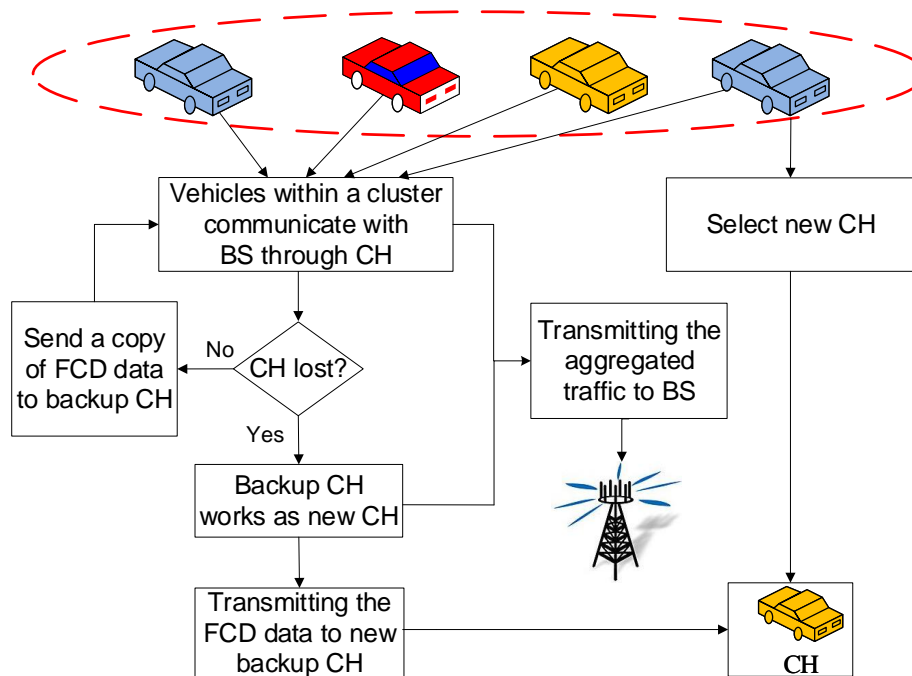 Vehicles within a cluster
communicate with
BS through CH
Select new CH
Send a copy
of FCD data
to backup CH
No
CH lost?
Transmitting the
aggregated
traffic to BS
Yes
Backup CH
works as new CH
Transmitting the
FCD data to new
backup CH
CH